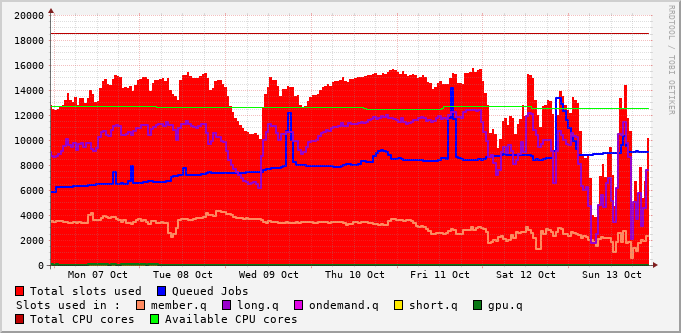 RRDTOOL / TOBI OETIKER
20000
18000
16000
14000
12000
10000
8000
6000
4000
2000
0
Mon 07 Oct Tue 08 Oct Wed 09 Oct Thu 10 Oct Fri 11 Oct Sat 12 Oct Sun 13 Oct
Total slots used Queued Jobs
Slots used in : member.q long.q ondemand.q short.q gpu.q
Total CPU cores Available CPU cores